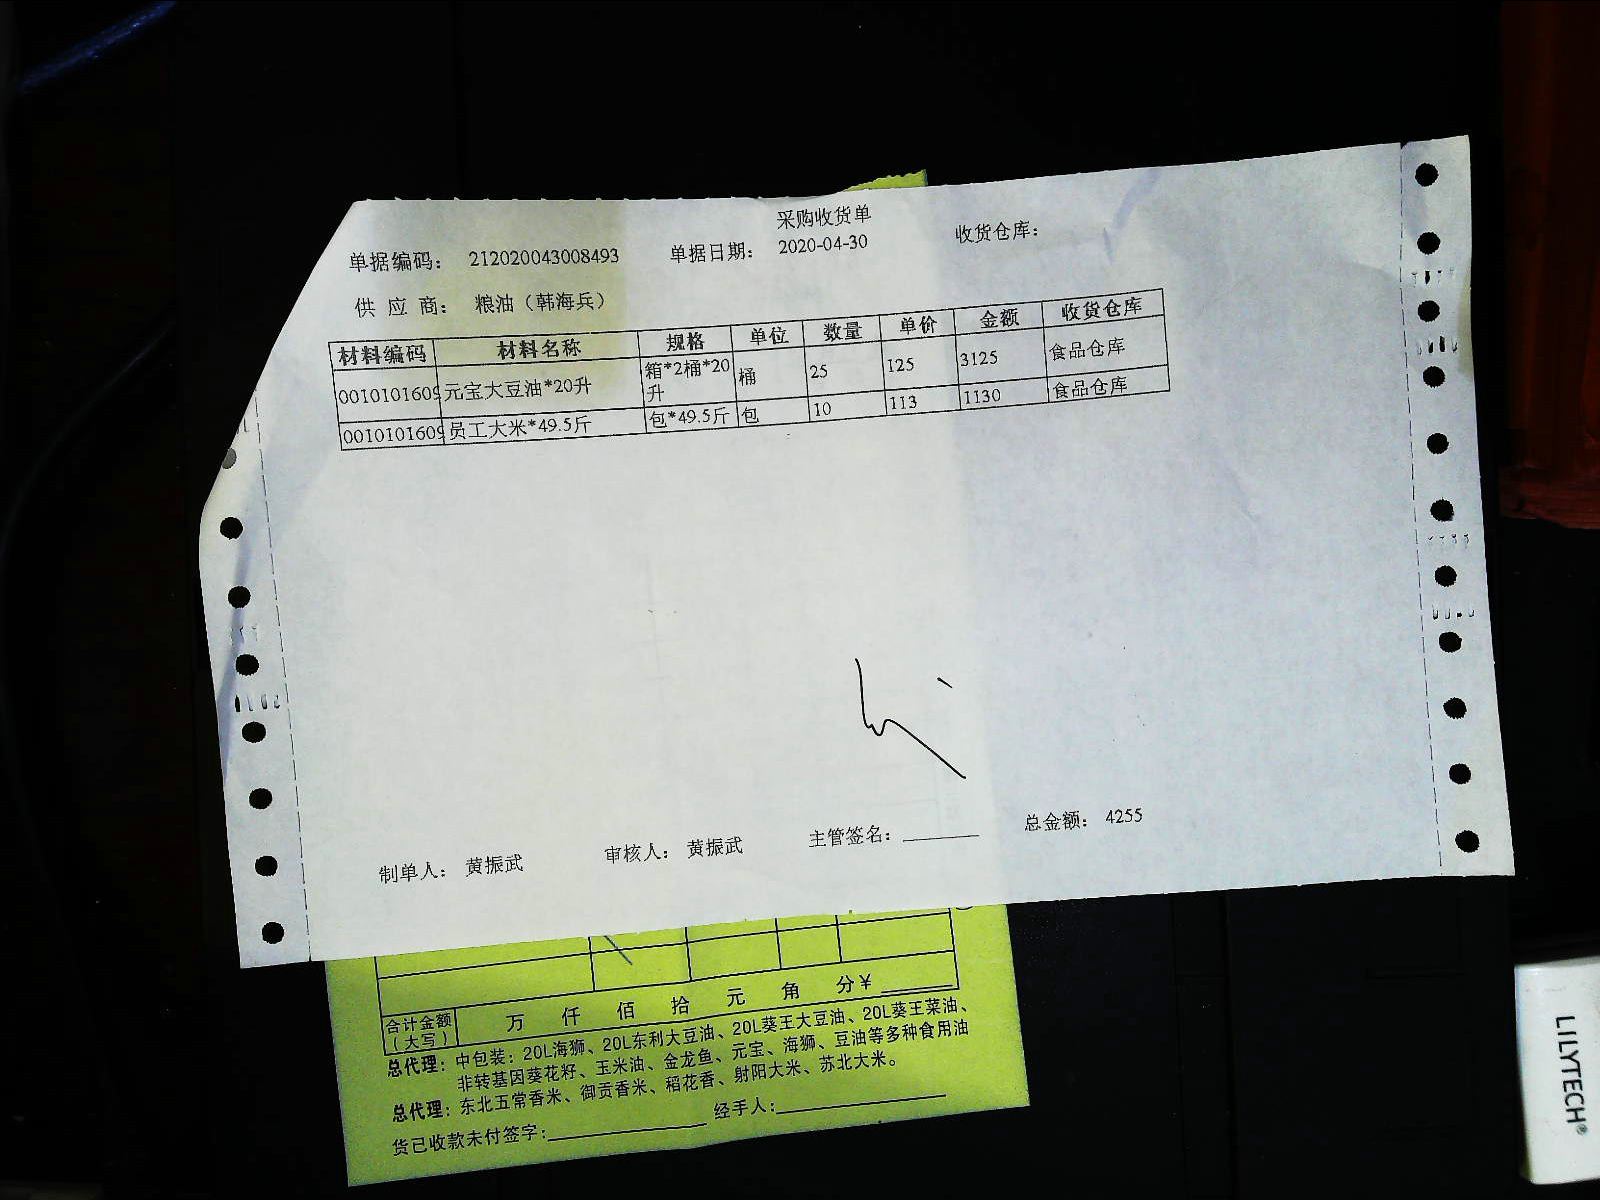 采购收货单
单据编码： 212020043008493 单据日期： 2020-04-30 收货仓库：
供 应 商： 粮油（韩海兵）
材料编码 材料名称 规格 单位 数量 单价 金额 收货仓库
0010101609 元宝大豆油*20升 箱*2桶*20升 桶 25 125 3125 食品仓库
0010101609 员工大米*49.5斤 包*49.5斤 包 10 113 1130 食品仓库
制单人： 黄振武 审核人： 黄振武 主管签名： 总金额： 4255
合计金额（大写） 万 仟 佰 拾 元 角 分¥
总代理：中包装：20L海狮、20L东利大豆油、20L葵王大豆油、20L葵王菜油、
非转基因葵花籽、玉米油、金龙鱼、元宝、海狮、豆油等多种食用油
总代理：东北五常香米、御贡香米、稻花香、射阳大米、苏北大米。
货已收款未付签字: 经手人:
LILYTECH®